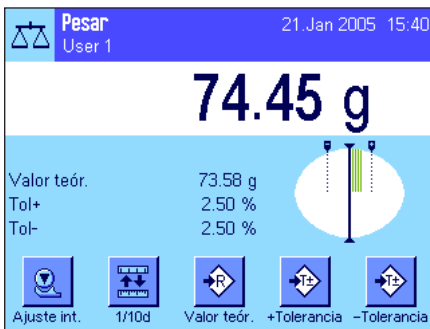 Pesar 21.Jan 2005 15:40
User 1
74.45 g
Valor teór. 73.58 g
Tol+ 2.50 %
Tol- 2.50 %
Ajuste int. 1/10d Valor teór. +Tolerancia -Tolerancia